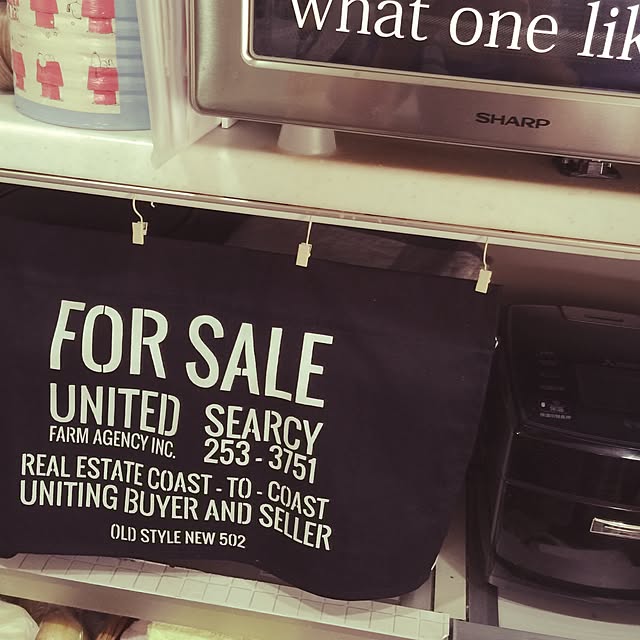 what one lik
SHARP
FOR SALE
UNITED SEARCY
FARM AGENCY INC. 253 - 3751
REAL ESTATE COAST - TO - COAST
UNITING BUYER AND SELLER
OLD STYLE NEW 502